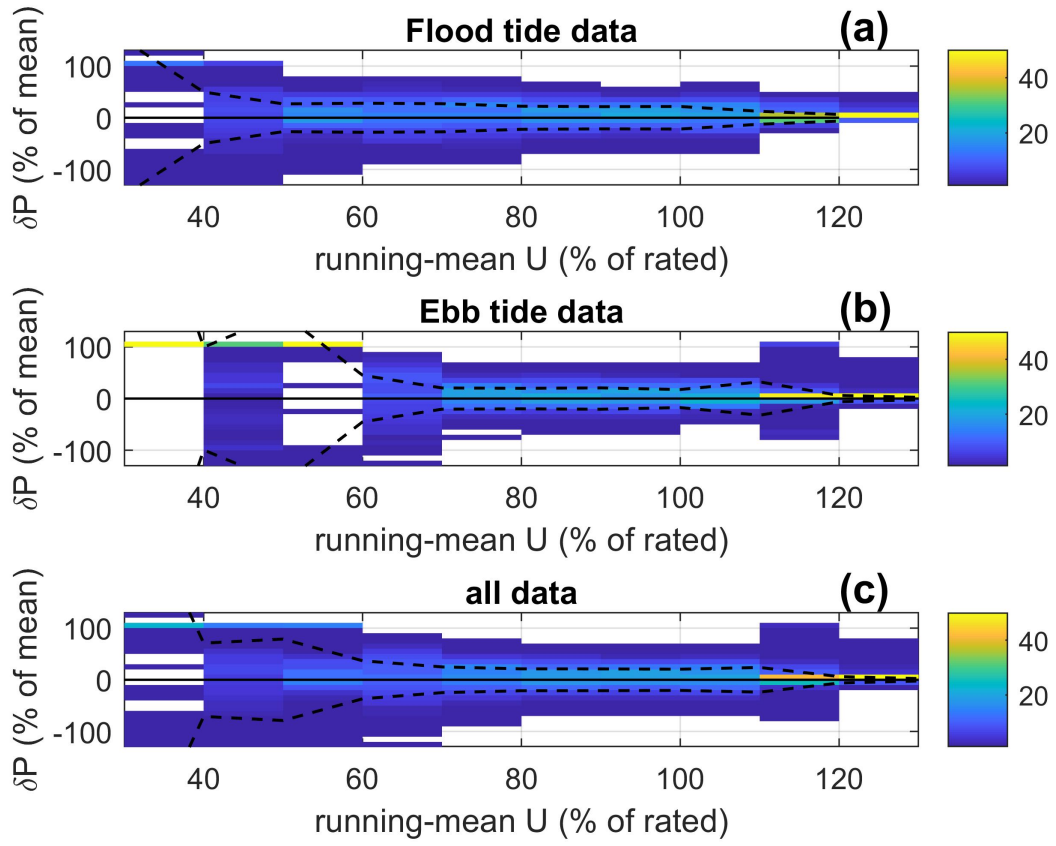 Flood tide data
(a)
δP (% of mean)
100
0
-100
40 60 80 100 120
running-mean U (% of rated)
40
20
Ebb tide data
(b)
δP (% of mean)
100
0
-100
40 60 80 100 120
running-mean U (% of rated)
40
20
all data
(c)
δP (% of mean)
100
0
-100
40 60 80 100 120
running-mean U (% of rated)
40
20